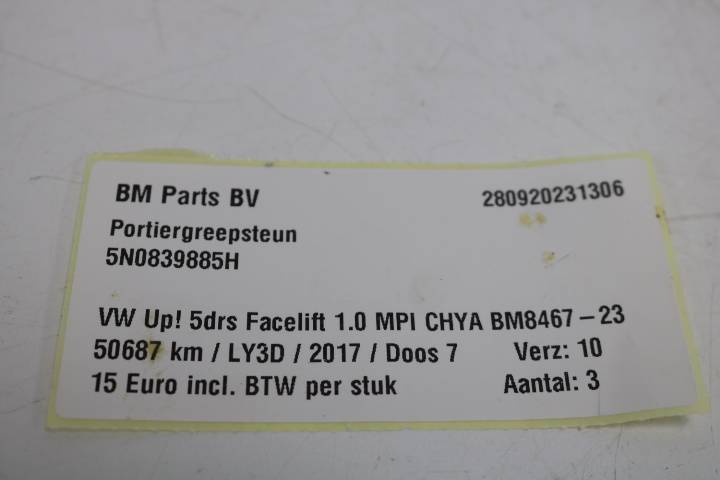 BM Parts BV 280920231306
Portiergreepsteun
5N0839885H
VW Up! 5drs Facelift 1.0 MPI CHYA BM8467-23
50687 km / LY3D / 2017 / Doos 7 Verz: 10
15 Euro incl. BTW per stuk Aantal: 3